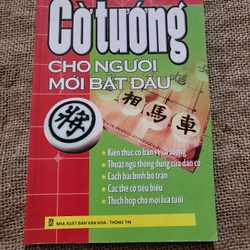 Cờ tướng
CHO NGƯỜI
MỚI BẮT ĐẦU
將
相 馬 車
• Kiến thức cơ bản về cờ tướng
• Thuật ngữ thông dụng của dân cờ
• Cách bài binh bố trận
• Các thế cờ tiêu biểu
• Thích hợp cho mọi lứa tuổi
NHÀ XUẤT BẢN VĂN HÓA - THÔNG TIN